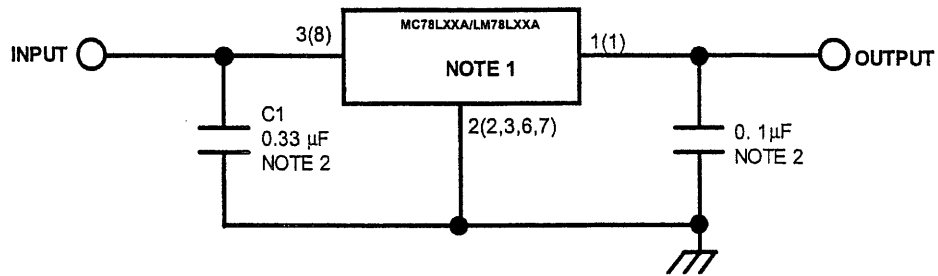 MC78LXXA/LM78LXXA
3(8)
1(1)
INPUT
NOTE 1
OUTPUT
C1
0.33 µF
NOTE 2
2(2,3,6,7)
0. 1µF
NOTE 2